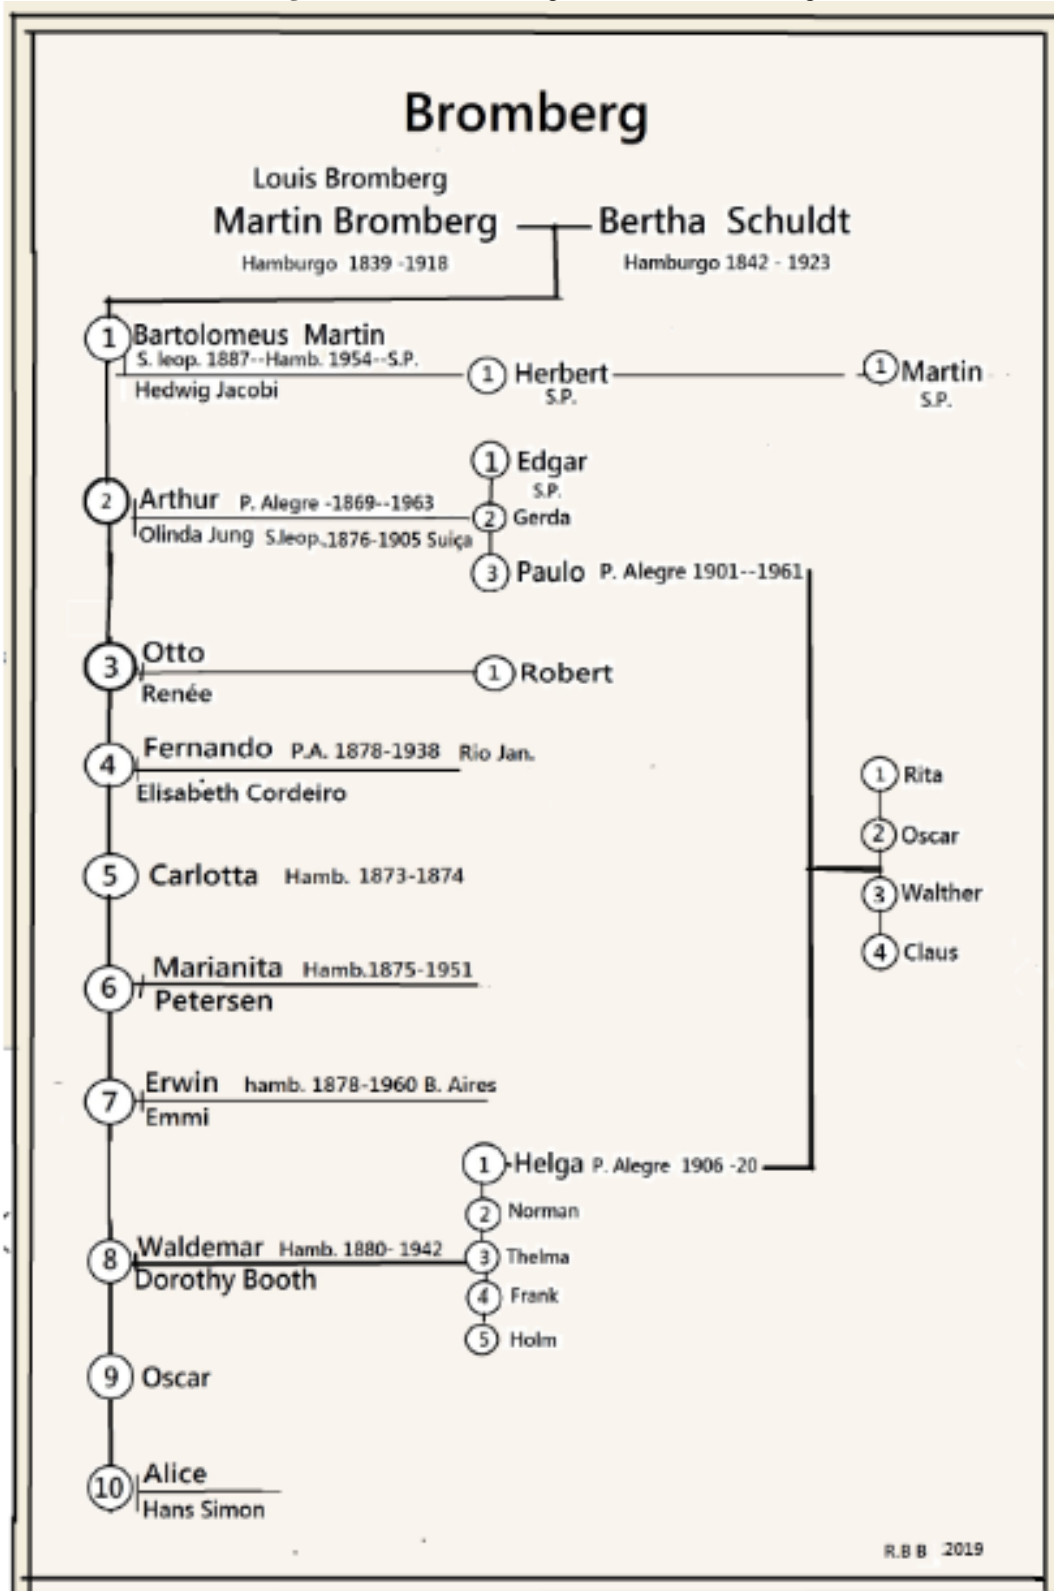 Bromberg
Louis Bromberg
Martin Bromberg Bertha Schuldt
Hamburgo 1839 -1918 Hamburgo 1842 - 1923
1 Bartolomeus Martin
S. leop. 1887--Hamb. 1954--S.P.
Hedwig Jacobi
1 Herbert
S.P.
1 Martin
S.P.
1 Edgar
S.P.
2 Arthur P. Alegre -1869--1963
2 Gerda
Olinda Jung S.leop.,1876-1905 Suiça
3 Paulo P. Alegre 1901--1961
3 Otto
Renée
1 Robert
4 Fernando P.A. 1878-1938 Rio Jan.
Elisabeth Cordeiro
1 Rita
2 Oscar
3 Walther
4 Claus
5 Carlotta Hamb. 1873-1874
6 Marianita Hamb.1875-1951
Petersen
7 Erwin hamb. 1878-1960 B. Aires
Emmi
1 Helga P. Alegre 1906 -20
2 Norman
8 Waldemar Hamb. 1880- 1942
Dorothy Booth
3 Thelma
4 Frank
5 Holm
9 Oscar
10 Alice
Hans Simon
R.B B 2019